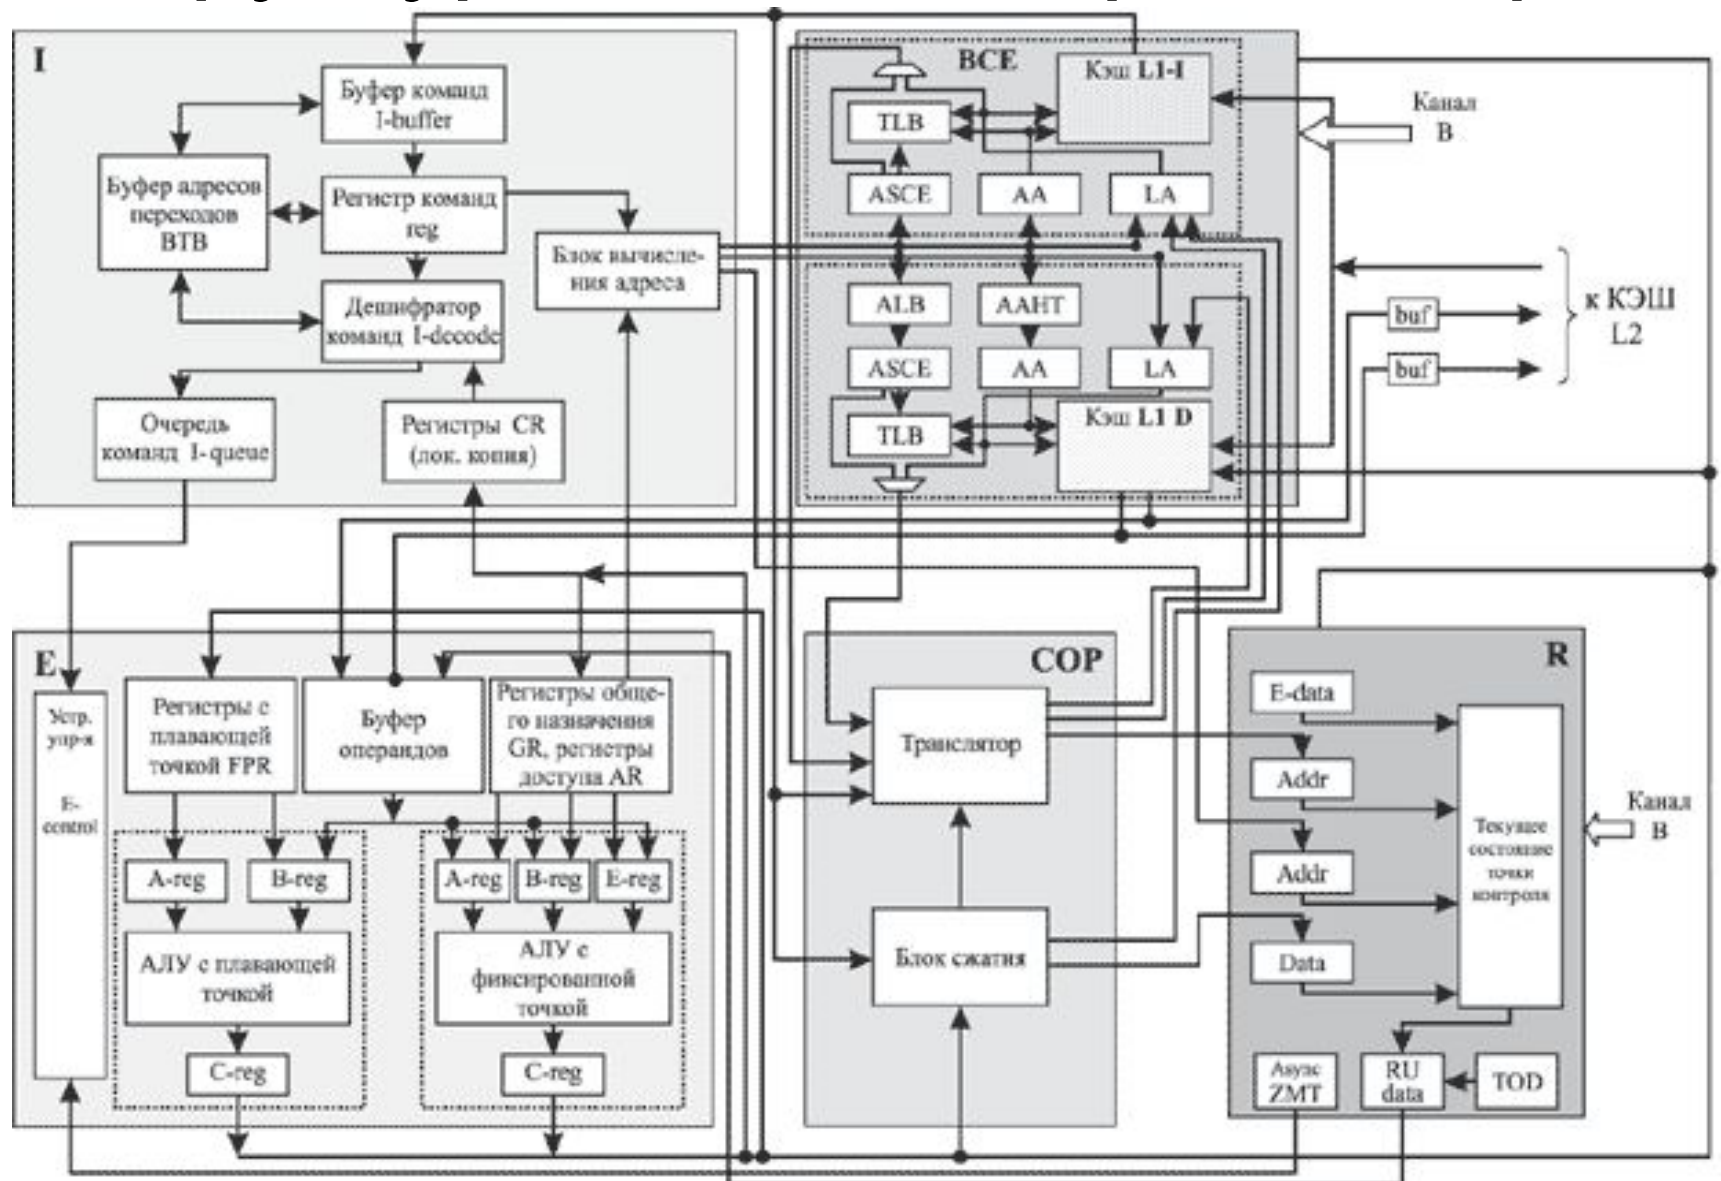 I
Буфер команд
I-buffer
Буфер адресов
переходов
BTB
Регистр команд
reg
Блок вычисле-
ния адреса
Дешифратор
команд I-decode
Очередь
команд I-queue
Регистры CR
(лок. копия)
BCE
Кэш L1-I
TLB
ASCE
AA
LA
ALB
AAHT
ASCE
AA
LA
TLB
Кэш L1 D
Канал
B
buf
buf
к КЭШ
L2
E
Устр.
упр-я
E-
control
Регистры с
плавающей
точкой FPR
Буфер
операндов
Регистры обще-
го назначения
GR, регистры
доступа AR
A-reg
B-reg
A-reg
B-reg
E-reg
АЛУ с плавающей
точкой
АЛУ с
фиксированной
точкой
C-reg
C-reg
COP
Транслятор
Блок сжатия
R
E-data
Addr
Addr
Data
Текущее
состояние
точки
контроля
Канал
B
Async
ZMT
RU
data
TOD